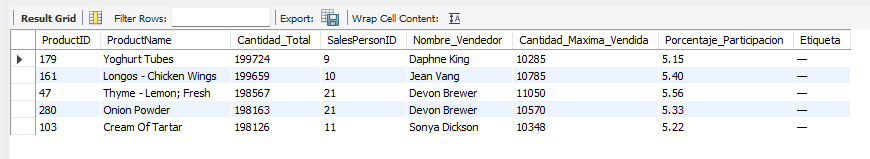 Result Grid Filter Rows: Export: Wrap Cell Content:
ProductID ProductName Cantidad_Total SalesPersonID Nombre_Vendedor Cantidad_Maxima_Vendida Porcentaje_Participacion Etiqueta
179 Yoghurt Tubes 199724 9 Daphne King 10285 5.15 —
161 Longos - Chicken Wings 199659 10 Jean Vang 10785 5.40 —
47 Thyme - Lemon; Fresh 198567 21 Devon Brewer 11050 5.56 —
280 Onion Powder 198163 21 Devon Brewer 10570 5.33 —
103 Cream Of Tartar 198126 11 Sonya Dickson 10348 5.22 —